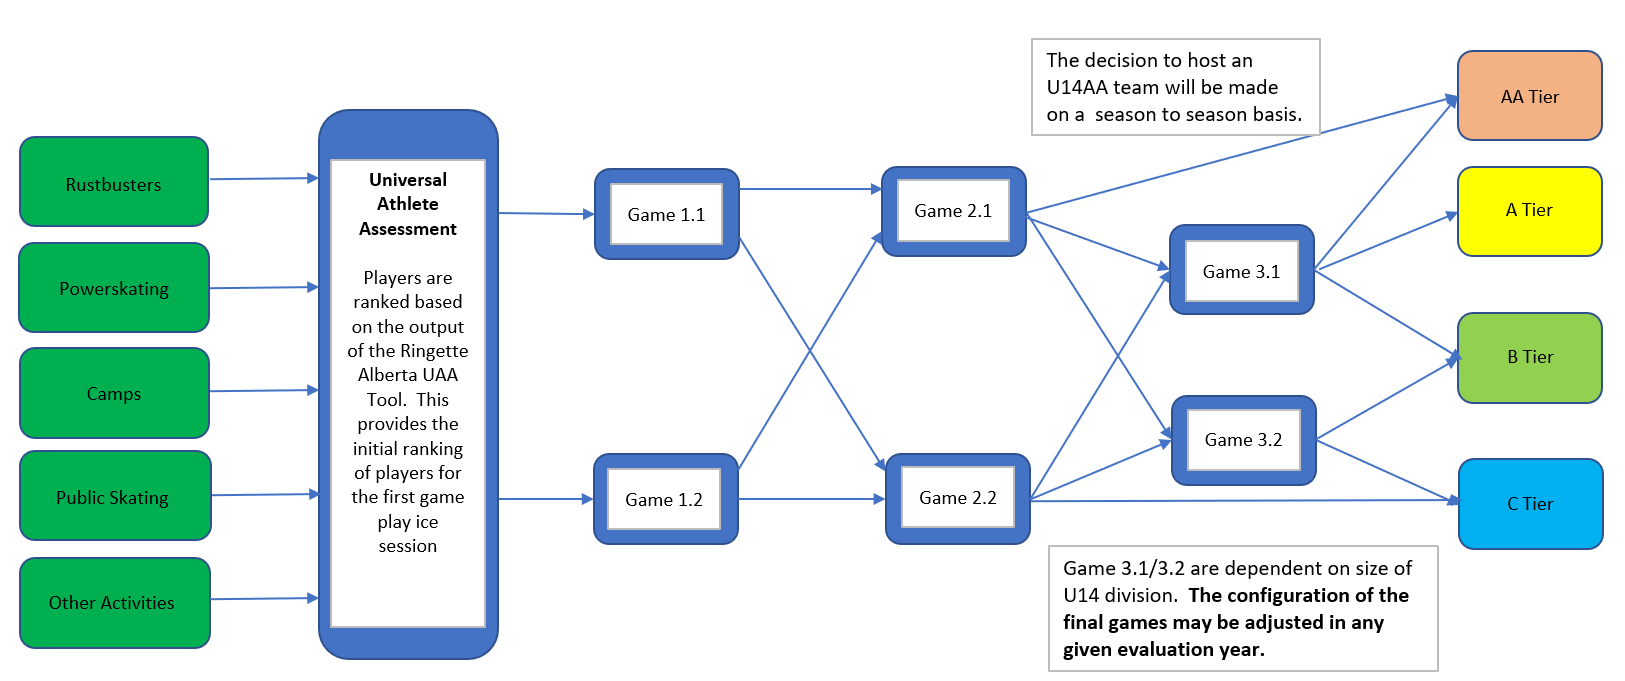 Rustbusters
Powerskating
Camps
Public Skating
Other Activities
Universal
Athlete
Assessment
Players are
ranked based
on the output
of the Ringette
Alberta UAA
Tool.  This
provides the
initial ranking
of players for
the first game
play ice
session
Game 1.1
Game 1.2
Game 2.1
Game 2.2
The decision to host an
U14AA team will be made
on a  season to season basis.
Game 3.1
Game 3.2
Game 3.1/3.2 are dependent on size of
U14 division.  The configuration of the
final games may be adjusted in any
given evaluation year.
AA Tier
A Tier
B Tier
C Tier